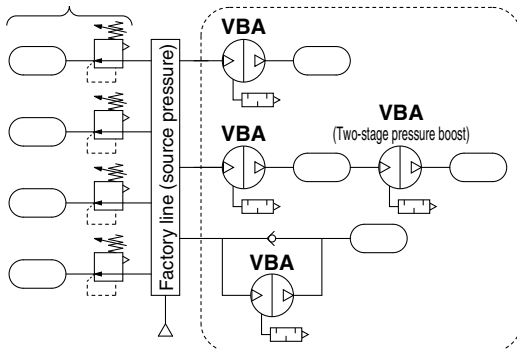 VBA
VBA
VBA
(Two-stage pressure boost)
Factory line (source pressure)
VBA